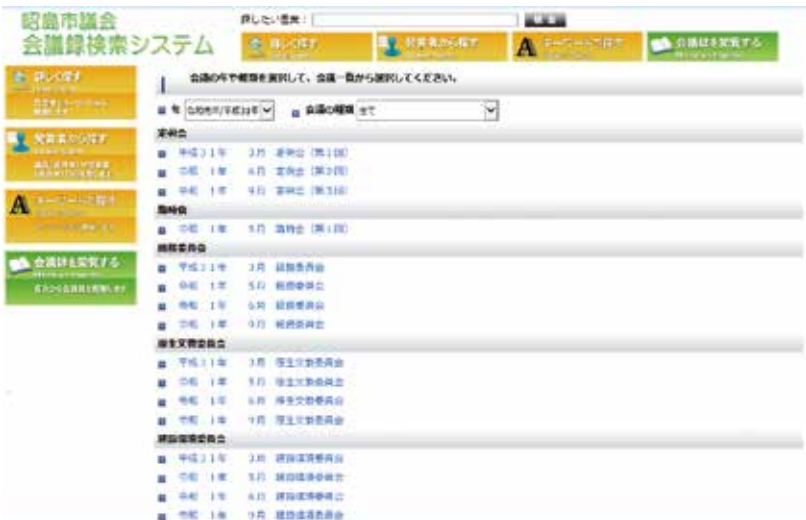 昭島市議会
会議録検索システム
探したい言葉：
検索
詳しく探す
発言者から探す
キーワードで探す
会議録を閲覧する
会議の年や種類を選択して、会議一覧から選択してください。
年
会議の種類 全て
定例会
平成31年 3月 定例会（第1回）
令和 1年 6月 定例会（第2回）
令和 1年 9月 定例会（第3回）
臨時会
令和 1年 5月 臨時会（第1回）
総務委員会
平成31年 3月 総務委員会
令和 1年 5月 総務委員会
令和 1年 6月 総務委員会
令和 1年 9月 総務委員会
厚生文教委員会
平成31年 3月 厚生文教委員会
令和 1年 5月 厚生文教委員会
令和 1年 6月 厚生文教委員会
令和 1年 9月 厚生文教委員会
建設環境委員会
平成31年 3月 建設環境委員会
令和 1年 5月 建設環境委員会
令和 1年 6月 建設環境委員会
令和 1年 9月 建設環境委員会
詳しく探す
発言者から探す
キーワードで探す
会議録を閲覧する